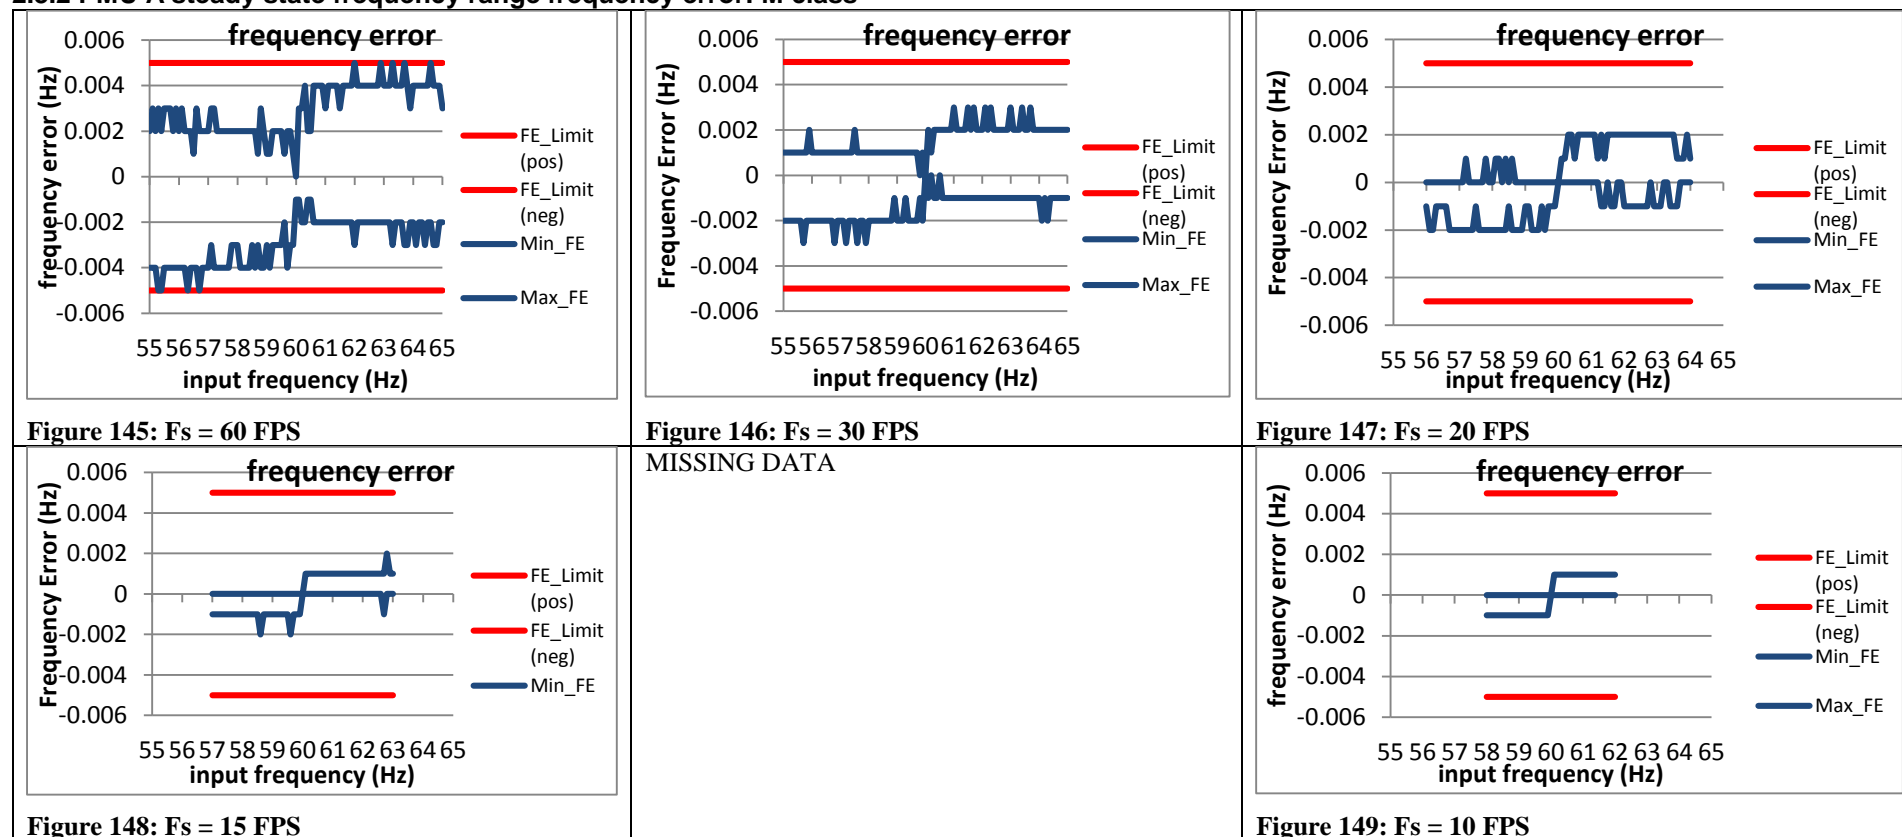 2.3.2 PMU A steady state frequency range frequency error: M class
frequency error
frequency error (Hz)
0.006
0.004
0.002
0
-0.002
-0.004
-0.006
55 56 57 58 59 60 61 62 63 64 65
input frequency (Hz)
FE_Limit
(pos)
FE_Limit
(neg)
Min_FE
Max_FE
Figure 145: Fs = 60 FPS
frequency error
Frequency Error (Hz)
0.006
0.004
0.002
0
-0.002
-0.004
-0.006
55 56 57 58 59 60 61 62 63 64 65
input frequency (Hz)
FE_Limit
(pos)
FE_Limit
(neg)
Min_FE
Max_FE
Figure 146: Fs = 30 FPS
frequency error
Frequency Error (Hz)
0.006
0.004
0.002
0
-0.002
-0.004
-0.006
55 56 57 58 59 60 61 62 63 64 65
input frequency (Hz)
FE_Limit
(pos)
FE_Limit
(neg)
Min_FE
Max_FE
Figure 147: Fs = 20 FPS
frequency error
Frequency Error (Hz)
0.006
0.004
0.002
0
-0.002
-0.004
-0.006
55 56 57 58 59 60 61 62 63 64 65
input frequency (Hz)
FE_Limit
(pos)
FE_Limit
(neg)
Min_FE
Figure 148: Fs = 15 FPS
MISSING DATA
frequency error
frequency error (Hz)
0.006
0.004
0.002
0
-0.002
-0.004
-0.006
55 56 57 58 59 60 61 62 63 64 65
input frequency (Hz)
FE_Limit
(pos)
FE_Limit
(neg)
Min_FE
Max_FE
Figure 149: Fs = 10 FPS